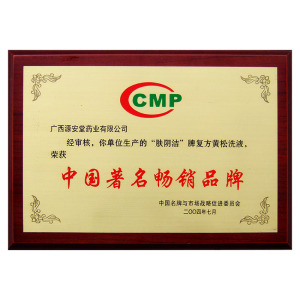 CMP
广西源安堂药业有限公司
经审核，你单位生产的“肤阴洁”牌复方黄松洗液，
荣获
中国著名畅销品牌
中国名牌与市场战略促进委员会
二〇〇四年七月